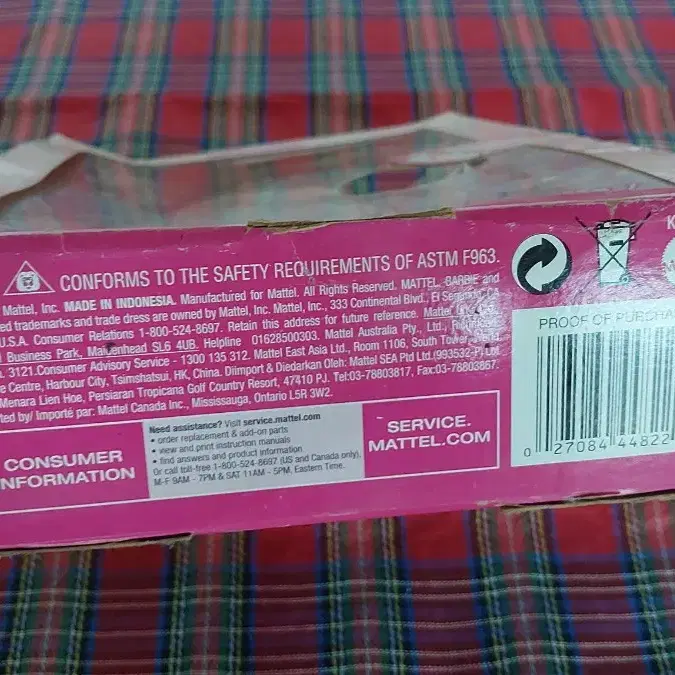 CONFORMS TO THE SAFETY REQUIREMENTS OF ASTM F963.
Mattel, Inc. MADE IN INDONESIA. Manufactured for Mattel. All Rights Reserved. MATTEL, BARBIE and
ed trademarks and trade dress are owned by Mattel, Inc. Mattel, Inc., 333 Continental Blvd., El Segundo, CA
U.S.A. Consumer Relations 1-800-524-8697. Retain this address for future reference. Mattel
Business Park, Maidenhead SL6 4UB. Helpline 01628500303. Mattel Australia Pty., Ltd.,
3121.Consumer Advisory Service - 1300 135 312. Mattel East Asia Ltd., Room 1106, South Tower,
e Centre, Harbour City, Tsimshatsui, HK, China. Diimport & Diedarkan Oleh: Mattel SEA Ptd Ltd.(993532-P) Lot
Menara Lien Hoe, Persiaran Tropicana Golf Country Resort, 47410 PJ. Tel:03-78803817, Fax:03-78803867.
ted by/ Importé par: Mattel Canada Inc., Mississauga, Ontario L5R 3W2.
CONSUMER
INFORMATION
Need assistance? Visit service.mattel.com
• order replacement & add-on parts
• view and print instruction manuals
• find answers and product information
Or call toll-free 1-800-524-8697 (US and Canada only),
M-F 9AM - 7PM & SAT 11AM - 5PM, Eastern Time.
SERVICE.
MATTEL.COM
K
PROOF OF PURCHA
0 27084 44822